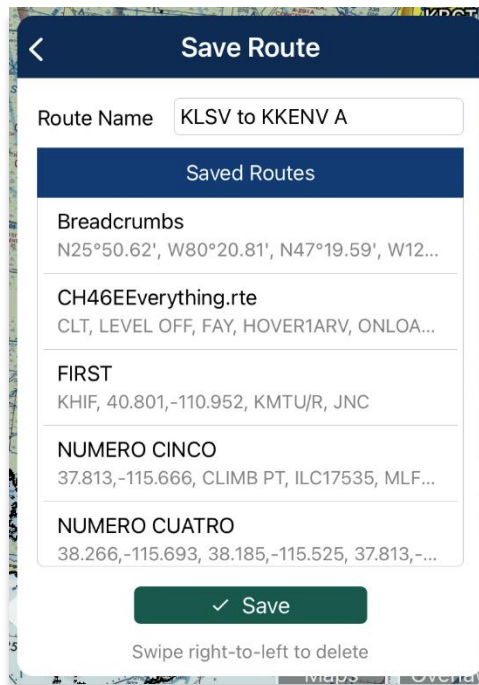 Save Route
Route Name KLSV to KKENV A
Saved Routes
Breadcrumbs
N25°50.62', W80°20.81', N47°19.59', W12...
CH46EEverything.rte
CLT, LEVEL OFF, FAY, HOVER1ARV, ONLOA...
FIRST
KHIF, 40.801,-110.952, KMTU/R, JNC
NUMERO CINCO
37.813,-115.666, CLIMB PT, ILC17535, MLF...
NUMERO CUATRO
38.266,-115.693, 38.185,-115.525, 37.813,-...
✓ Save
Swipe right-to-left to delete
Maps